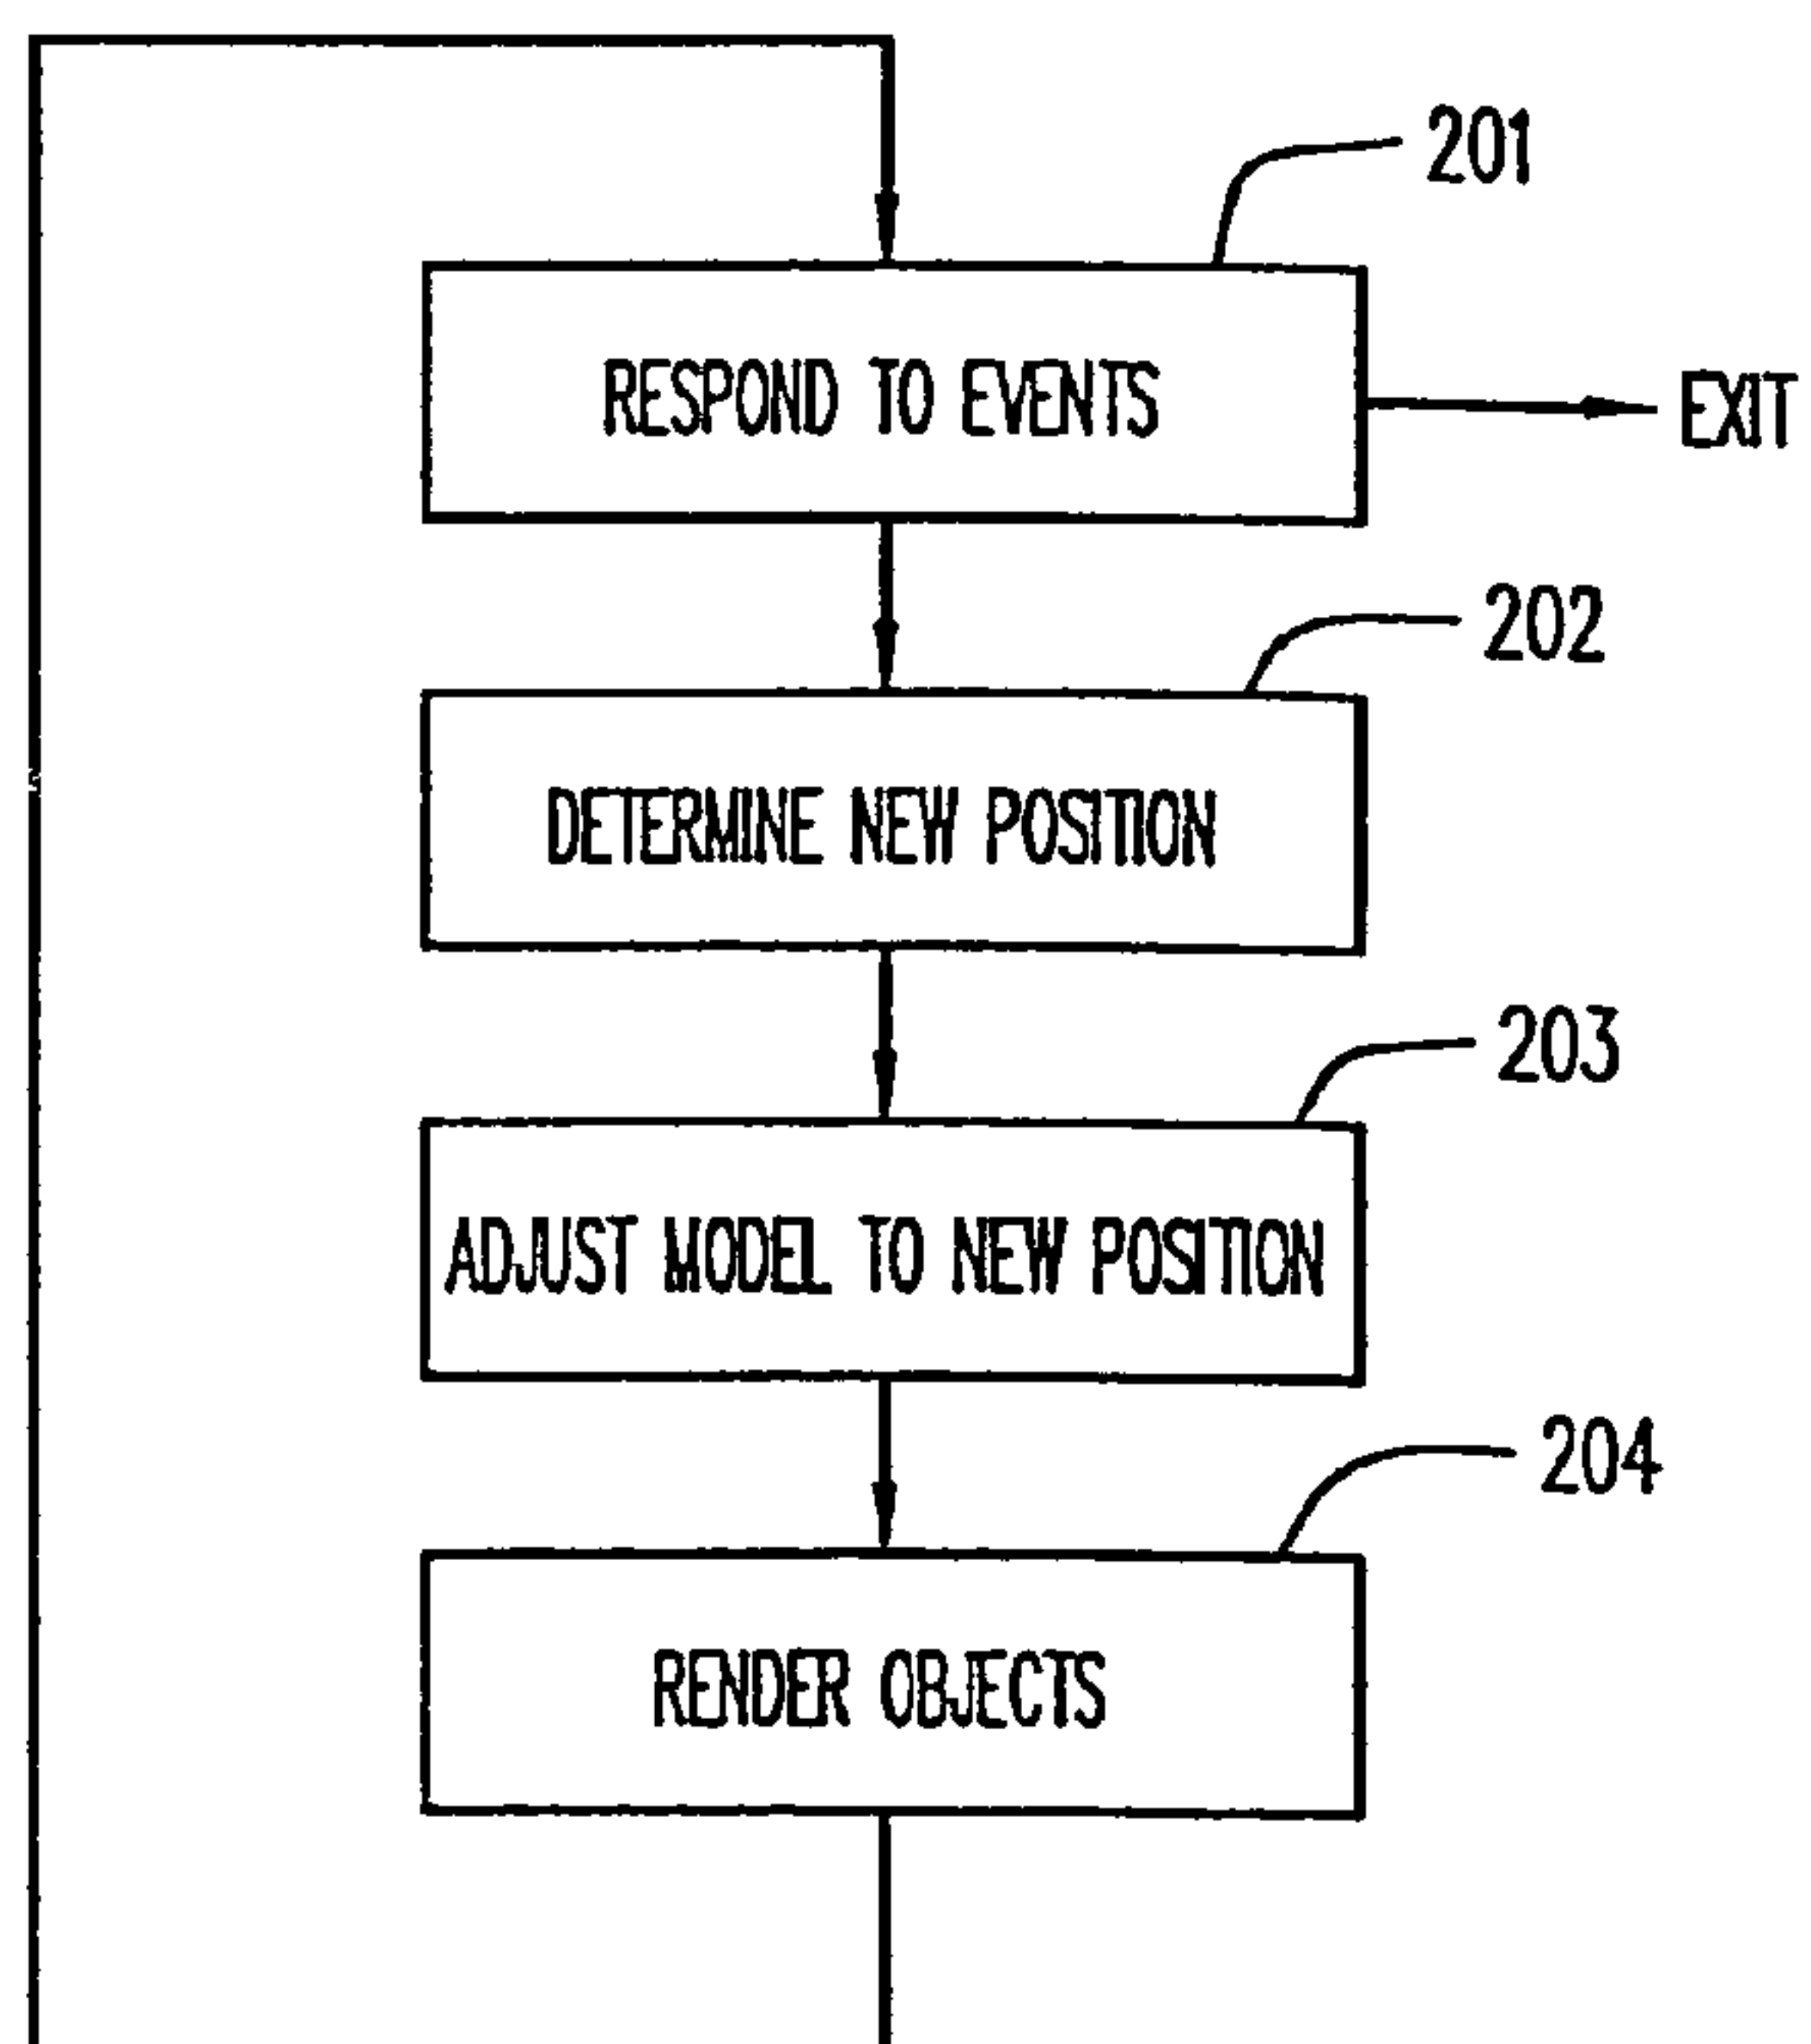 201
RESPOND TO EVENTS
EXIT
202
DETERMINE NEW POSITION
203
ADJUST MODEL TO NEW POSITION
204
RENDER OBJECTS